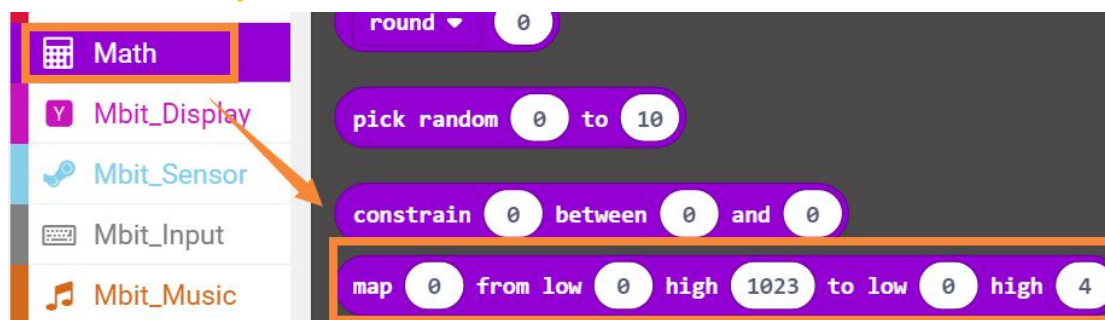 Math
Y Mbit_Display
Mbit_Sensor
Mbit_Input
Mbit_Music
round 0
pick random 0 to 10
constrain 0 between 0 and 0
map 0 from low 0 high 1023 to low 0 high 4